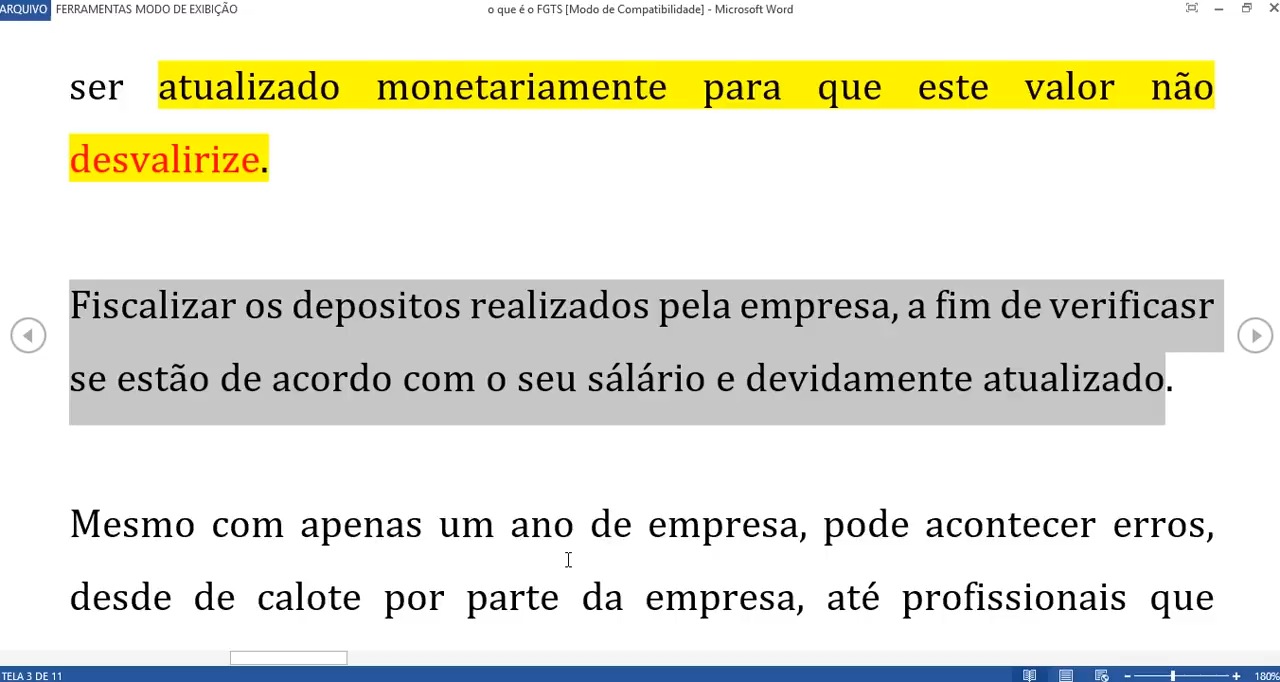 ARQUIVO FERRAMENTAS MODO DE EXIBIÇÃO
o que é o FGTS [Modo de Compatibilidade] - Microsoft Word
ser atualizado monetariamente para que este valor não
desvalirize.
Fiscalizar os depositos realizados pela empresa, a fim de verificasr
se estão de acordo com o seu sálário e devidamente atualizado.
Mesmo com apenas um ano de empresa, pode acontecer erros,
desde de calote por parte da empresa, até profissionais que
TELA 3 DE 11
180%